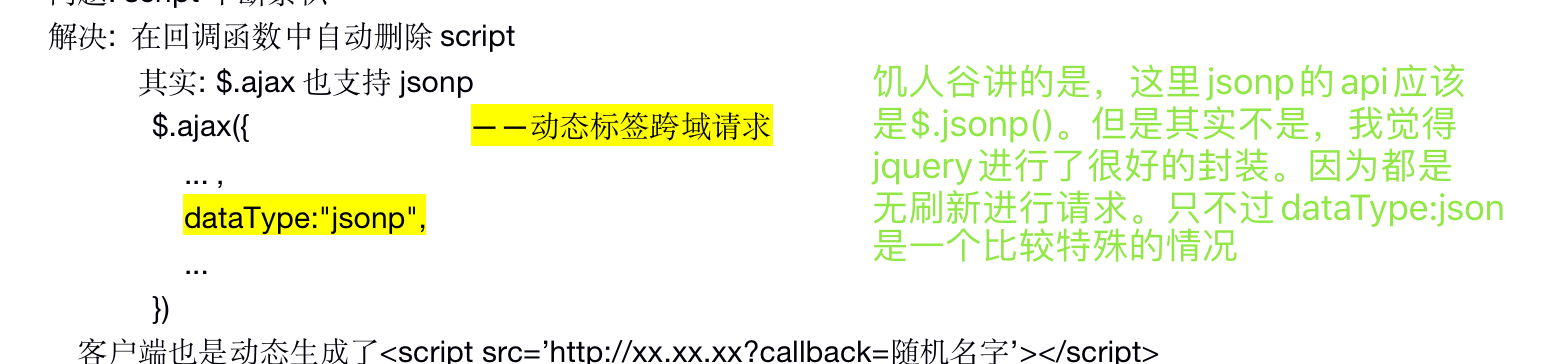 解决: 在回调函数中自动删除 script
其实: $.ajax 也支持 jsonp
$.ajax({ ——动态标签跨域请求
... ,
dataType:"jsonp",
...
})
饥人谷讲的是，这里jsonp的api应该
是$.jsonp()。但是其实不是，我觉得
jquery进行了很好的封装。因为都是
无刷新进行请求。只不过dataType:json
是一个比较特殊的情况
客户端也是动态生成了<script src=’http://xx.xx.xx?callback=随机名字’></script>